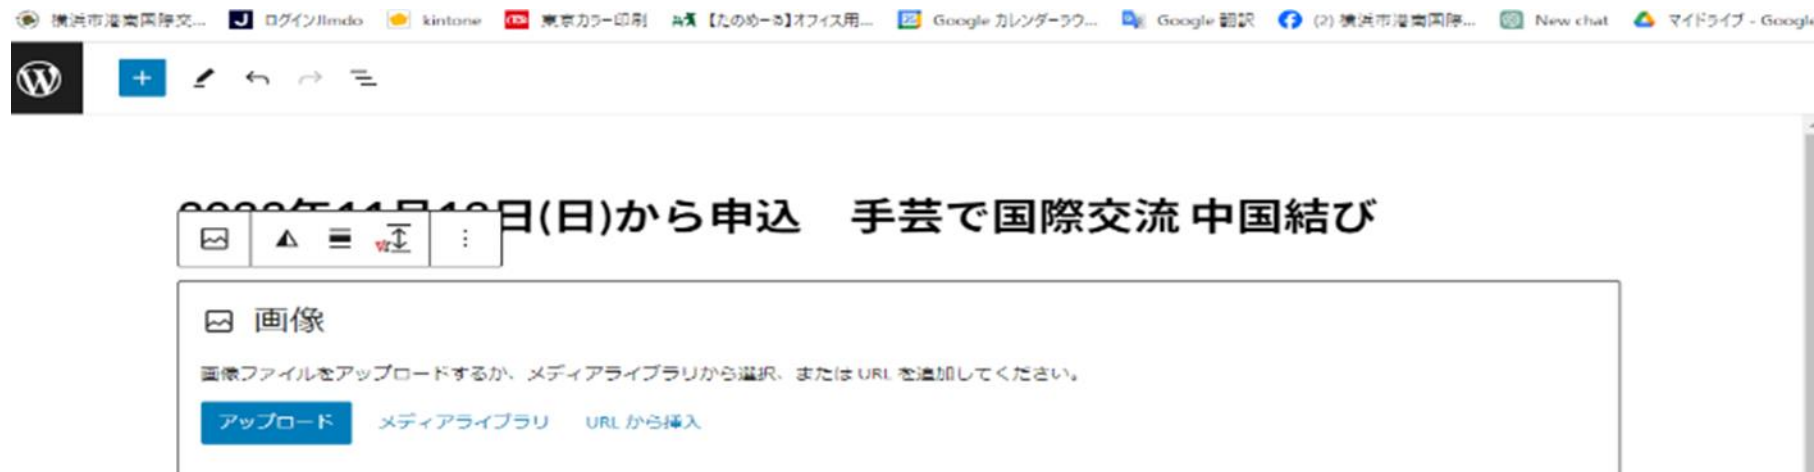 横浜市港南国際交... ログインJimdo kintone 東京カラー印刷 【たのめーる】オフィス用... Google カレンダーラウ... Google 翻訳 (2) 横浜市港南国際... New chat マイドライブ - Google
日(日)から申込　手芸で国際交流 中国結び
画像
画像ファイルをアップロードするか、メディアライブラリから選択、または URL を追加してください。
アップロード メディアライブラリ URL から挿入